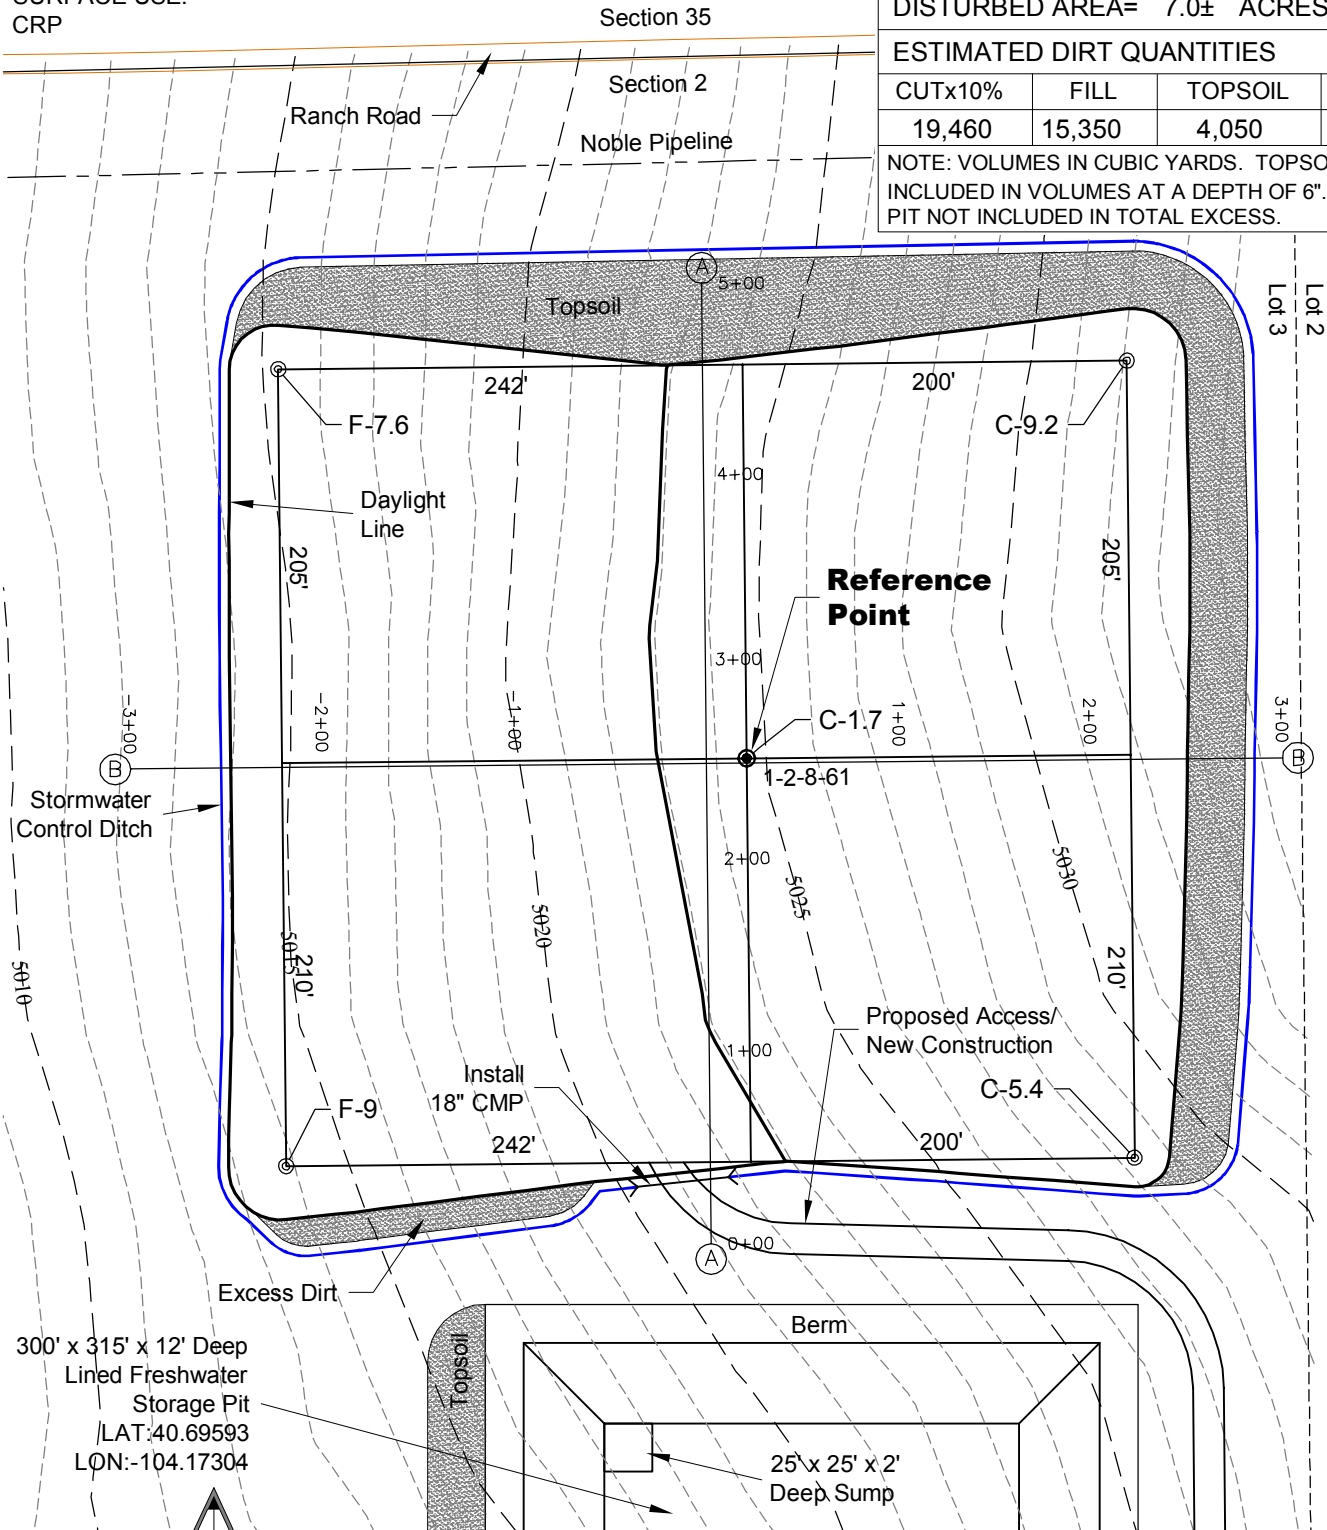 CRP
Section 35
Section 2
Ranch Road
Noble Pipeline
DISTURBED AREA= 7.0± ACRES
ESTIMATED DIRT QUANTITIES
CUTx10% FILL TOPSOIL
19,460 15,350 4,050
NOTE: VOLUMES IN CUBIC YARDS. TOPSO
INCLUDED IN VOLUMES AT A DEPTH OF 6".
PIT NOT INCLUDED IN TOTAL EXCESS.
A
5+00
Topsoil
Lot 3
Lot 2
242'
200'
F-7.6
C-9.2
4+00
Daylight
Line
205'
205'
Reference
Point
3+00
C-1.7
-3+00
-2+00
-1+00
1+00
2+00
3+00
B
B
1-2-8-61
Stormwater
Control Ditch
2+00
5030
5025
5020
5015
5010
210'
210'
Proposed Access/
New Construction
1+00
Install
18" CMP
C-5.4
F-9
242'
200'
A
0+00
Excess Dirt
Berm
Topsoil
300' x 315' x 12' Deep
Lined Freshwater
Storage Pit
LAT:40.69593
LON:-104.17304
25' x 25' x 2'
Deep Sump